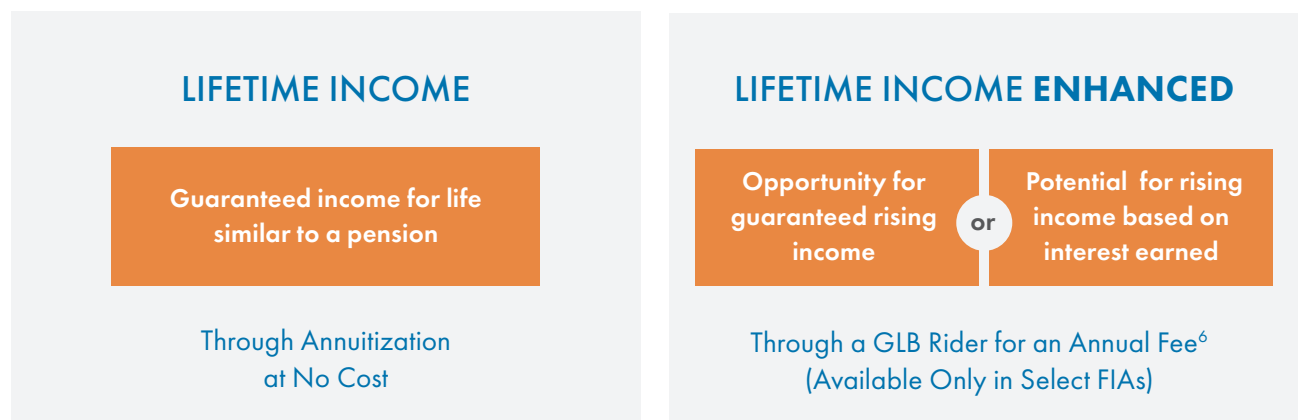 LIFETIME INCOME
Guaranteed income for life
similar to a pension
Through Annuitization
at No Cost
LIFETIME INCOME ENHANCED
Opportunity for
guaranteed rising
income
or
Potential for rising
income based on
interest earned
Through a GLB Rider for an Annual Fee⁶
(Available Only in Select FIAs)